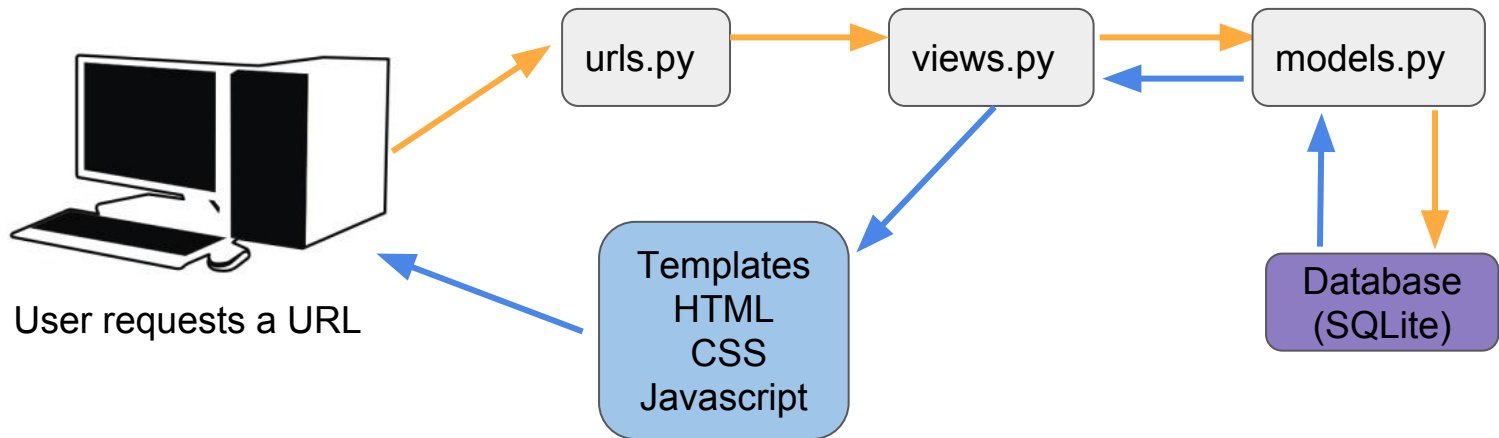 urls.py
views.py
models.py
User requests a URL
Templates
HTML
CSS
Javascript
Database
(SQLite)